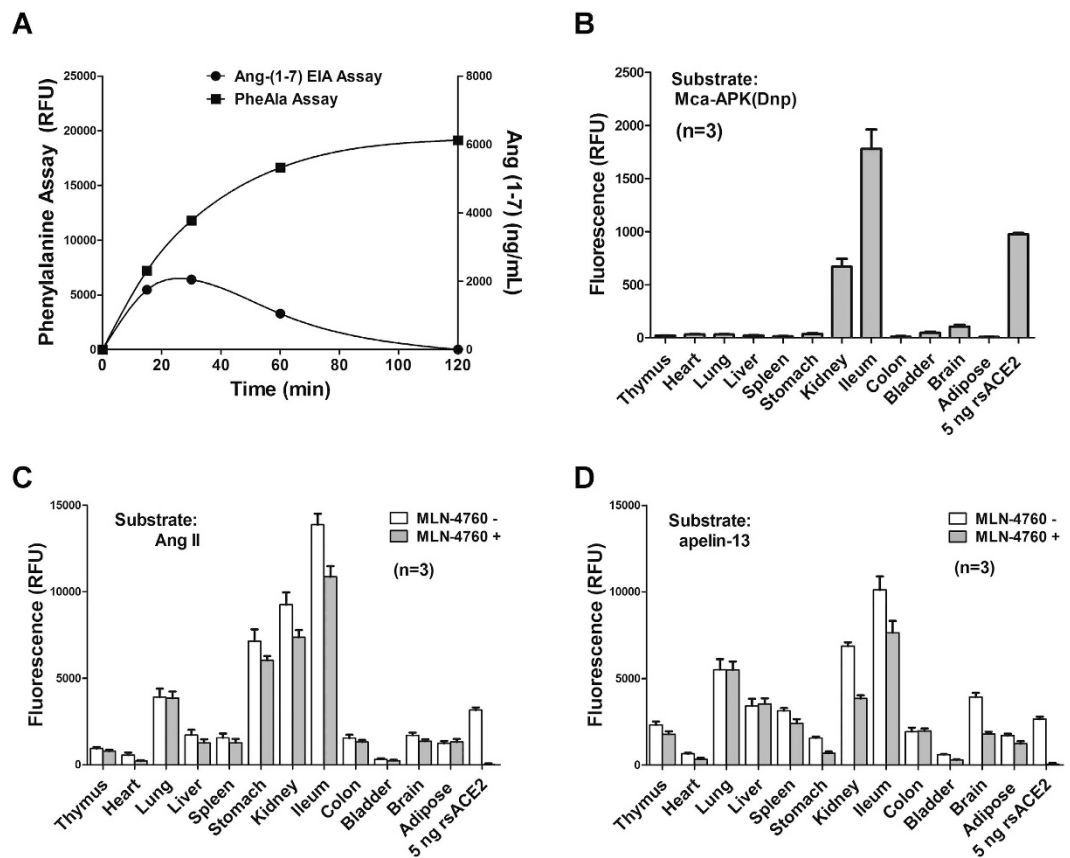 A
Ang-(1-7) EIA Assay
PheAla Assay
Phenylalanine Assay (RFU)
25000
20000
15000
10000
5000
0
8000
6000
4000
2000
0
Ang (1-7) (ng/mL)
0 20 40 60 80 100 120
Time (min)
B
Substrate:
Mca-APK(Dnp)
(n=3)
Fluorescence (RFU)
2500
2000
1500
1000
500
0
Thymus
Heart
Lung
Liver
Spleen
Stomach
Kidney
Ileum
Colon
Bladder
Brain
Adipose
5 ng rsACE2
C
Substrate:
Ang II
MLN-4760 -
MLN-4760 +
(n=3)
Fluorescence (RFU)
15000
10000
5000
0
Thymus
Heart
Lung
Liver
Spleen
Stomach
Kidney
Ileum
Colon
Bladder
Brain
Adipose
5 ng rsACE2
D
Substrate:
apelin-13
MLN-4760 -
MLN-4760 +
(n=3)
Fluorescence (RFU)
15000
10000
5000
0
Thymus
Heart
Lung
Liver
Spleen
Stomach
Kidney
Ileum
Colon
Bladder
Brain
Adipose
5 ng rsACE2